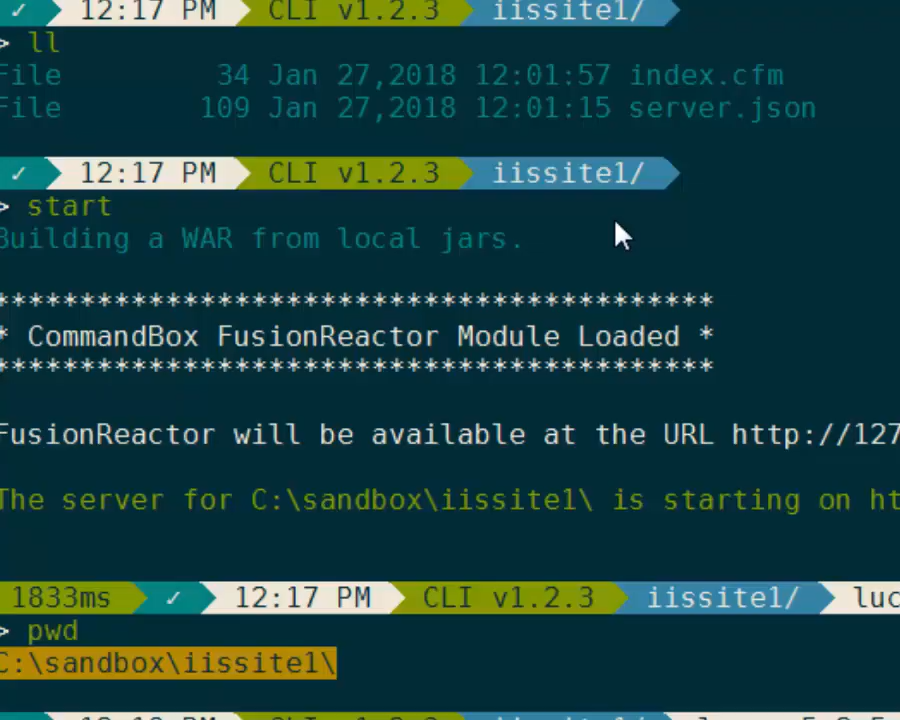 ✓ 12:17 PM CLI v1.2.3 iissite1/
> ll
File 34 Jan 27,2018 12:01:57 index.cfm
File 109 Jan 27,2018 12:01:15 server.json
✓ 12:17 PM CLI v1.2.3 iissite1/
> start
Building a WAR from local jars.
******************************************
* CommandBox FusionReactor Module Loaded *
******************************************
FusionReactor will be available at the URL http://127
The server for C:\sandbox\iissite1\ is starting on ht
1833ms ✓ 12:17 PM CLI v1.2.3 iissite1/ luc
> pwd
C:\sandbox\iissite1\